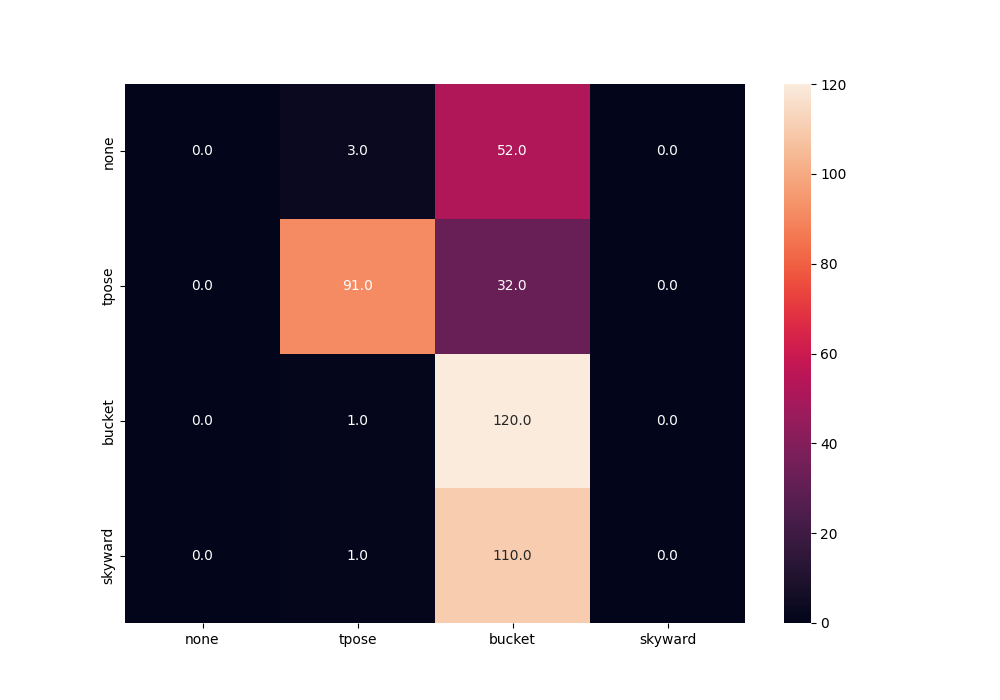 120
none 0.0 3.0 52.0 0.0
100
80
tpose 0.0 91.0 32.0 0.0
60
bucket 0.0 1.0 120.0 0.0
40
20
skyward 0.0 1.0 110.0 0.0
0
none tpose bucket skyward